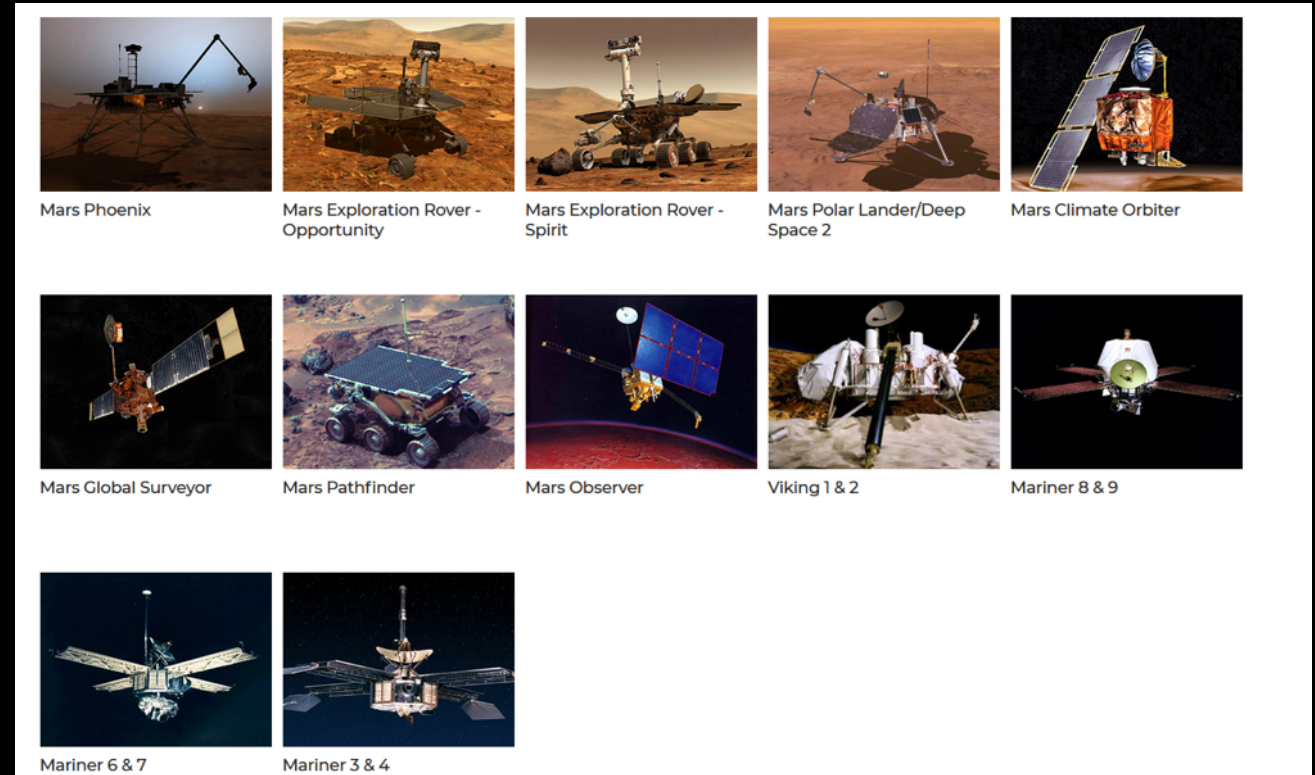 Mars Phoenix
Mars Exploration Rover -
Opportunity
Mars Exploration Rover -
Spirit
Mars Polar Lander/Deep
Space 2
Mars Climate Orbiter
Mars Global Surveyor
Mars Pathfinder
Mars Observer
Viking 1 & 2
Mariner 8 & 9
Mariner 6 & 7
Mariner 3 & 4